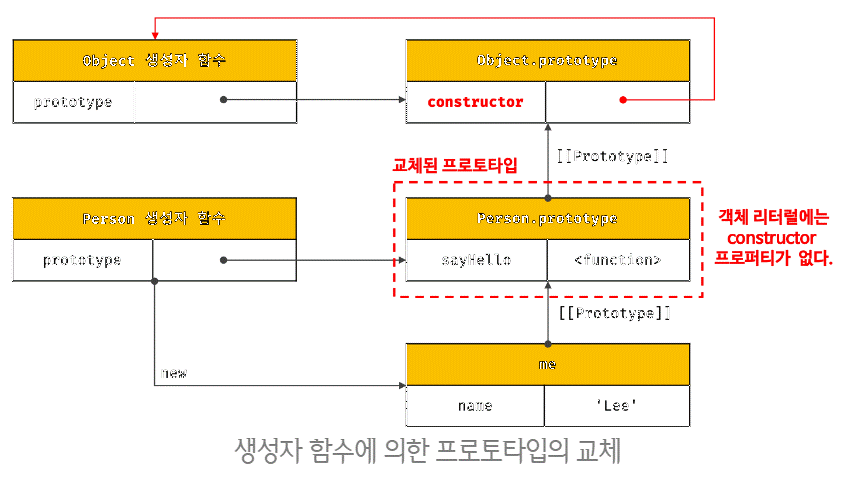 Object 생성자 함수
Object.prototype
prototype
constructor
[[Prototype]]
교체된 프로토타입
Person 생성자 함수
Person.prototype
객체 리터럴에는
constructor
프로퍼티가 없다.
prototype
sayHello
<function>
[[Prototype]]
me
new
name
'Lee'
생성자 함수에 의한 프로토타입의 교체